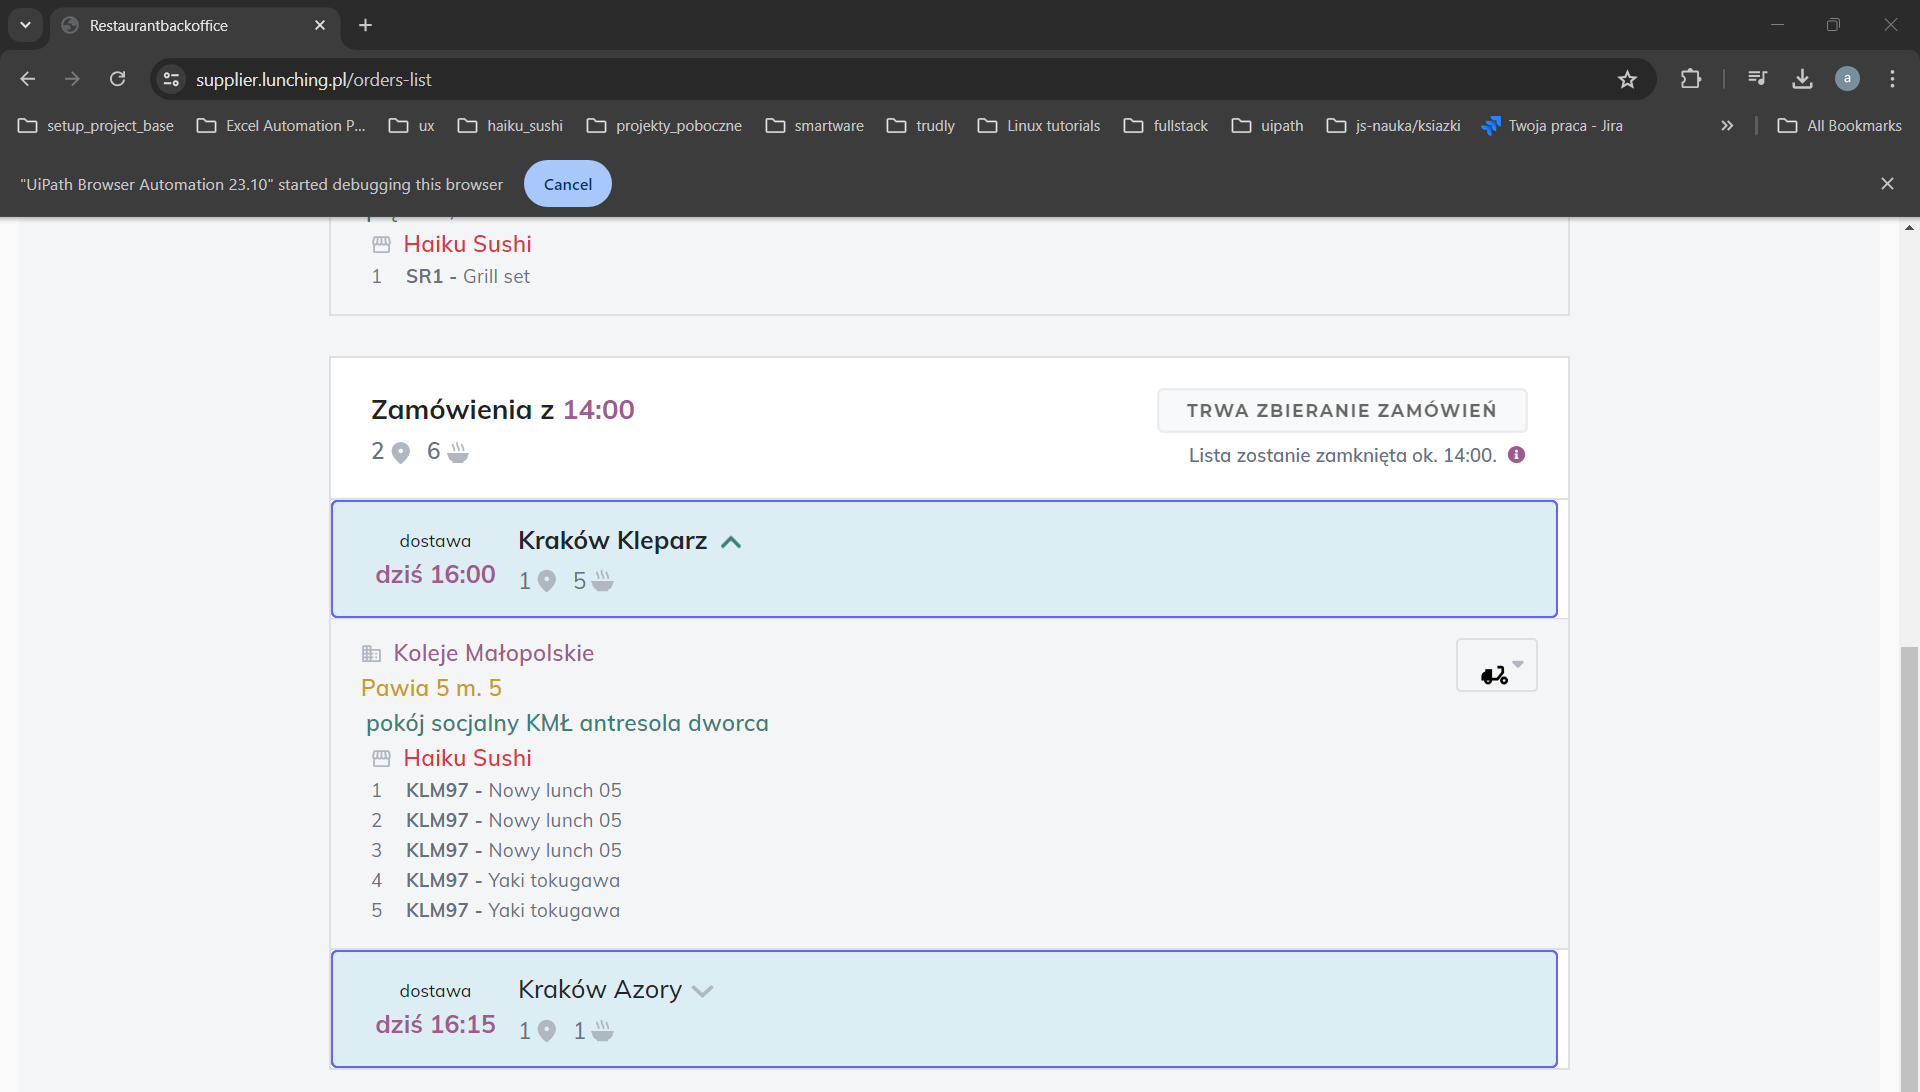 Restaurantbackoffice
supplier.lunching.pl/orders-list
a
setup_project_base
Excel Automation P...
ux
haiku_sushi
projekty_poboczne
smartware
trudly
Linux tutorials
fullstack
uipath
js-nauka/ksiazki
Twoja praca - Jira
All Bookmarks
"UiPath Browser Automation 23.10" started debugging this browser
Cancel
Haiku Sushi
1 SR1 - Grill set
Zamówienia z 14:00
TRWA ZBIERANIE ZAMÓWIEŃ
2 6
Lista zostanie zamknięta ok. 14:00.
dostawa
Kraków Kleparz
dziś 16:00
1 5
Koleje Małopolskie
Pawia 5 m. 5
pokój socjalny KMŁ antresola dworca
Haiku Sushi
1 KLM97 - Nowy lunch 05
2 KLM97 - Nowy lunch 05
3 KLM97 - Nowy lunch 05
4 KLM97 - Yaki tokugawa
5 KLM97 - Yaki tokugawa
dostawa
Kraków Azory
dziś 16:15
1 1